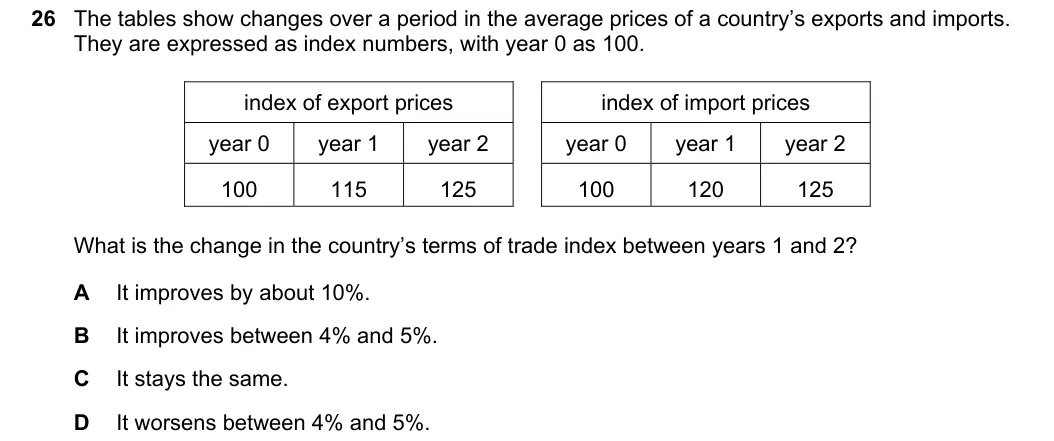 26 The tables show changes over a period in the average prices of a country's exports and imports.
They are expressed as index numbers, with year 0 as 100.
index of export prices
year 0 year 1 year 2
100 115 125
index of import prices
year 0 year 1 year 2
100 120 125
What is the change in the country's terms of trade index between years 1 and 2?
A It improves by about 10%.
B It improves between 4% and 5%.
C It stays the same.
D It worsens between 4% and 5%.